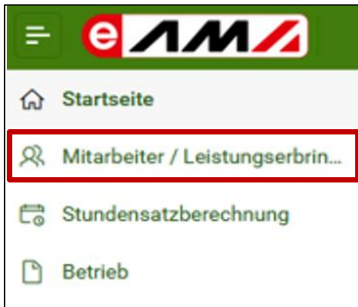 eAMA
Startseite
Mitarbeiter / Leistungserbrin...
Stundensatzberechnung
Betrieb